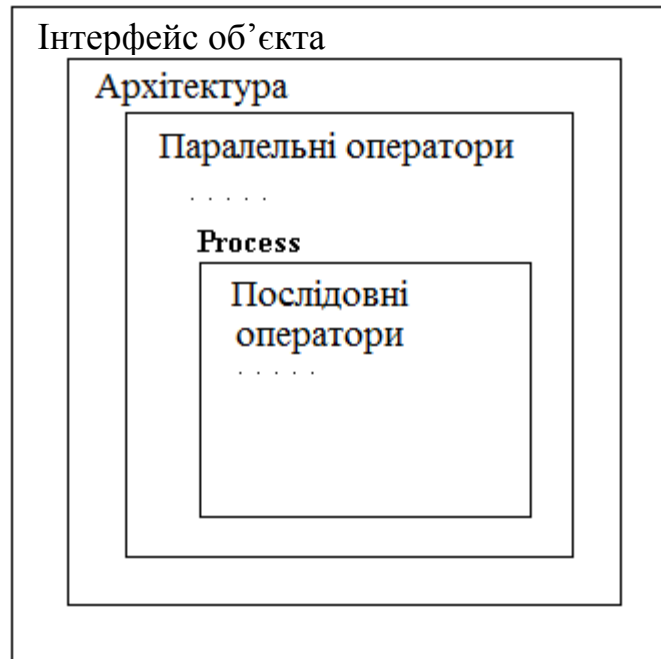 Інтерфейс об’єкта
Архітектура
Паралельні оператори
. . . . .
Process
Послідовні
оператори
. . . . .